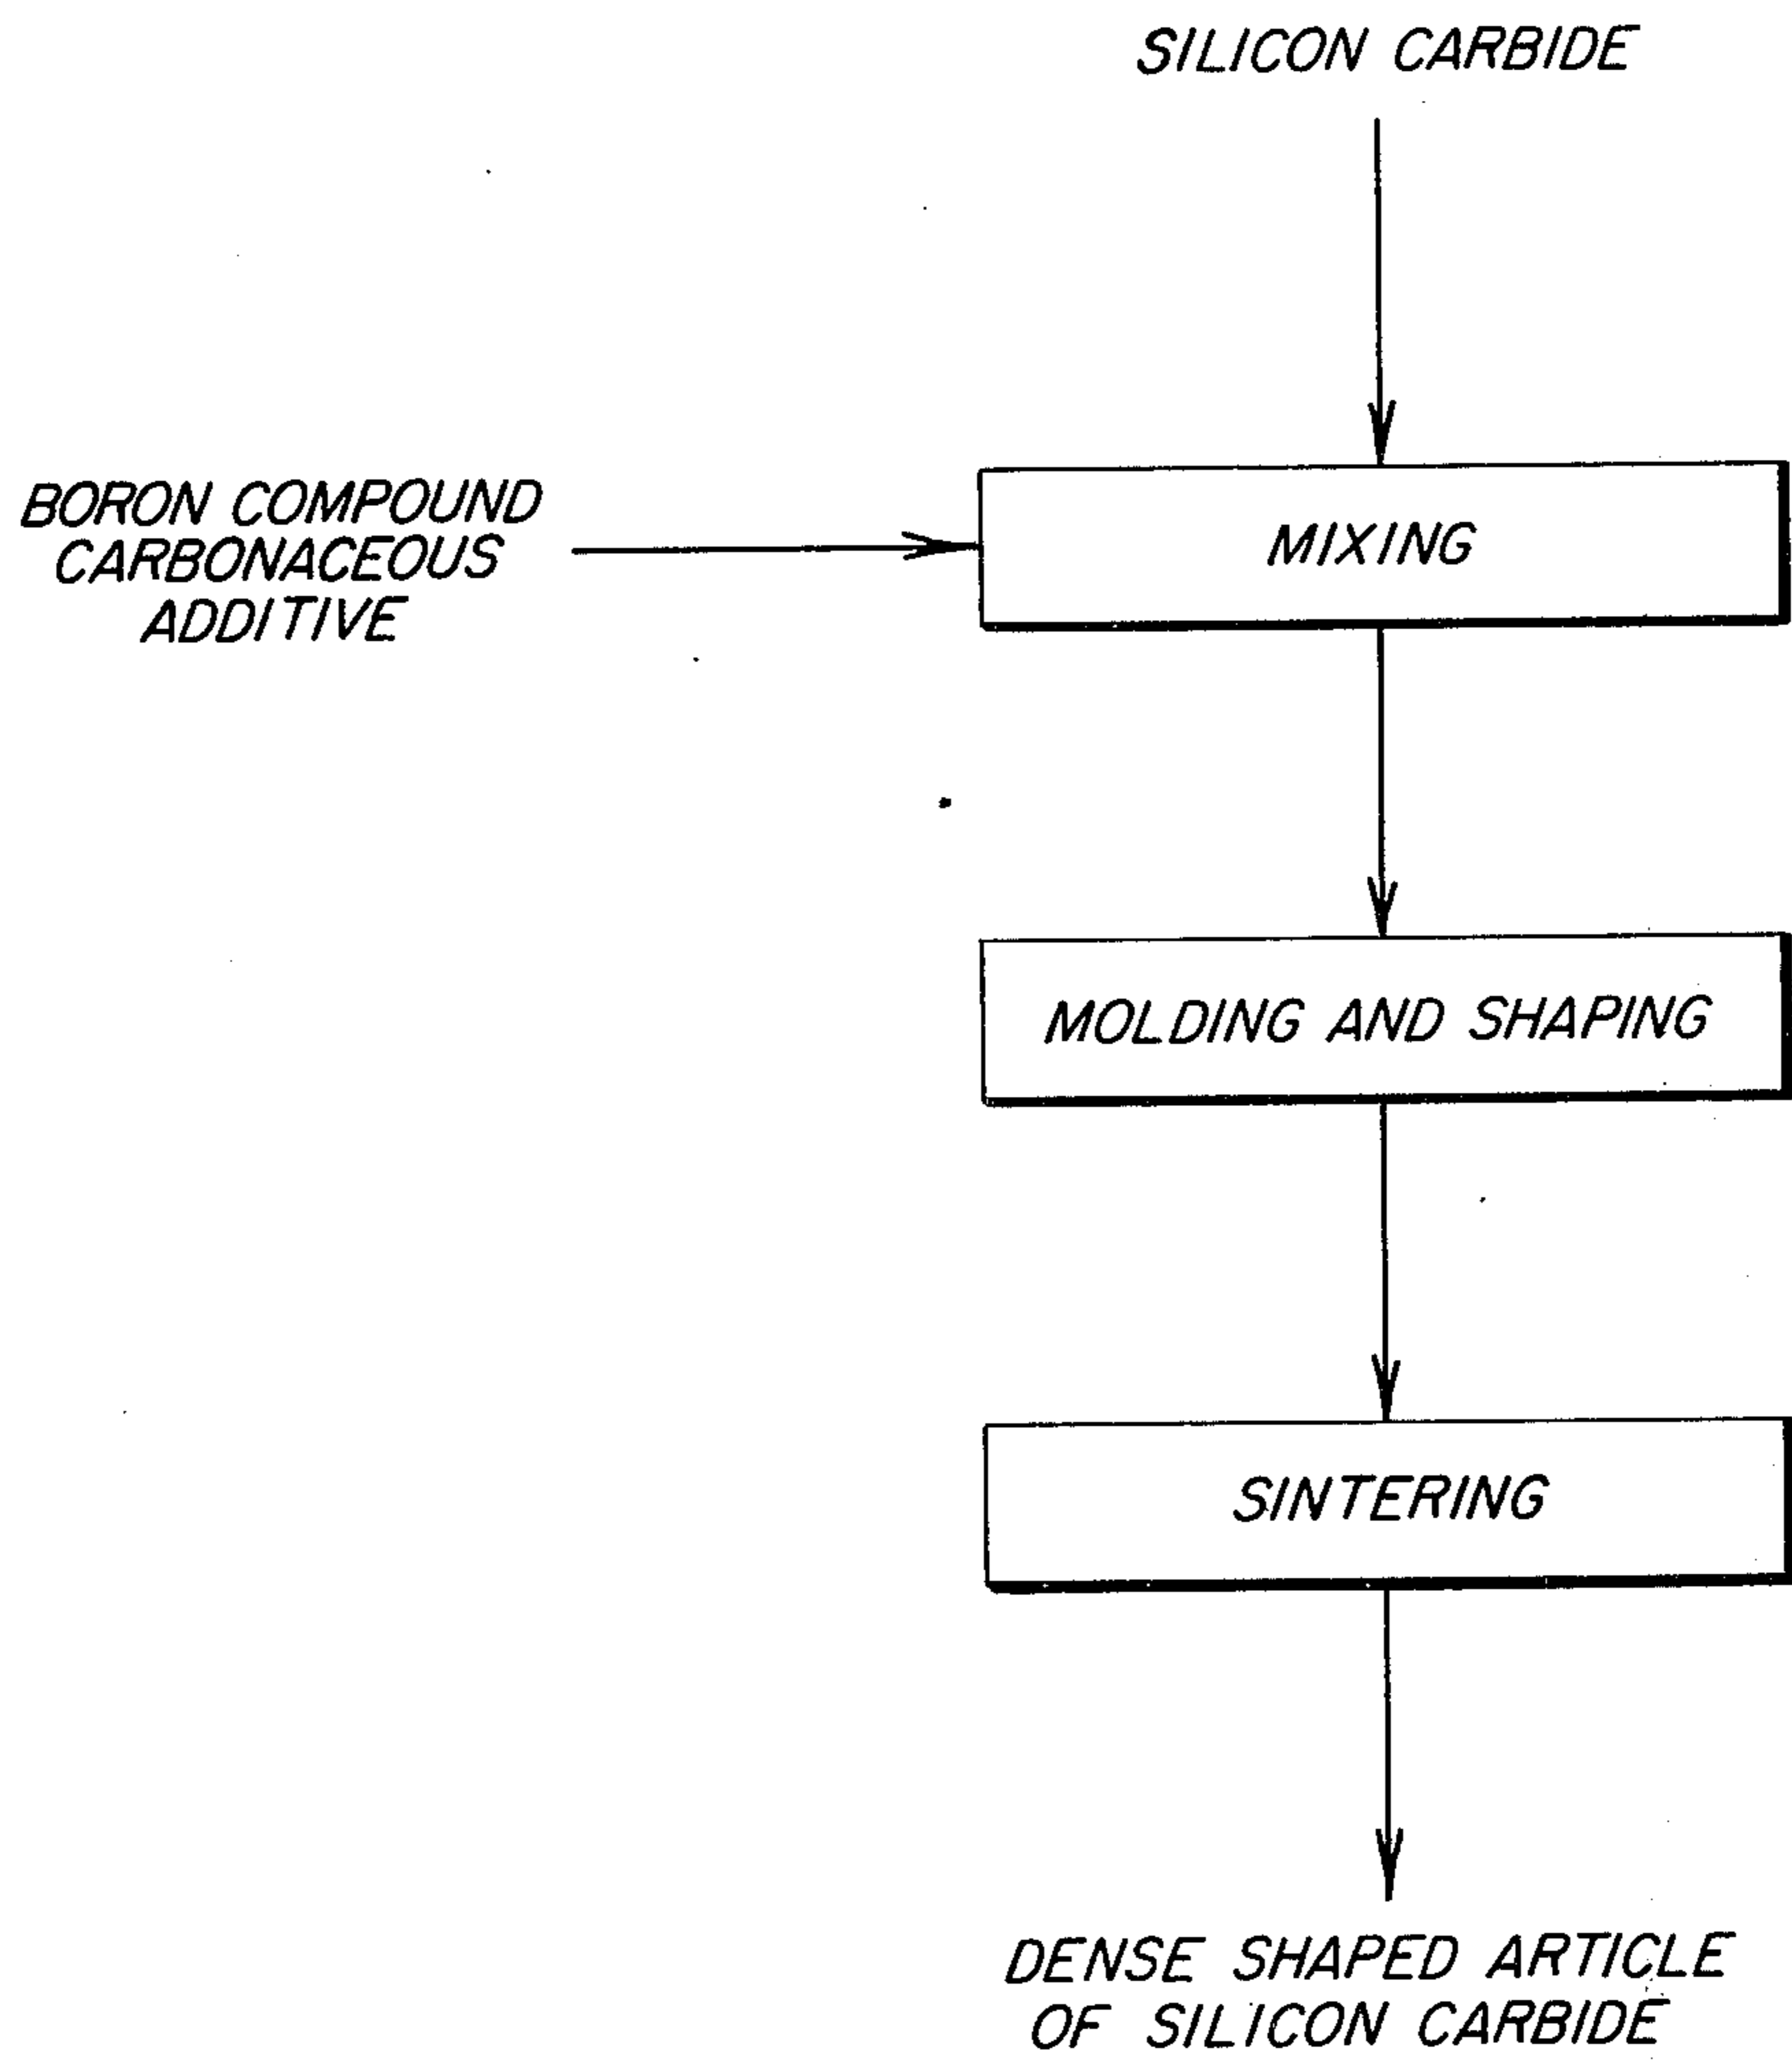 SILICON CARBIDE
BORON COMPOUND
CARBONACEOUS
ADDITIVE
MIXING
MOLDING AND SHAPING
SINTERING
DENSE SHAPED ARTICLE
OF SILICON CARBIDE